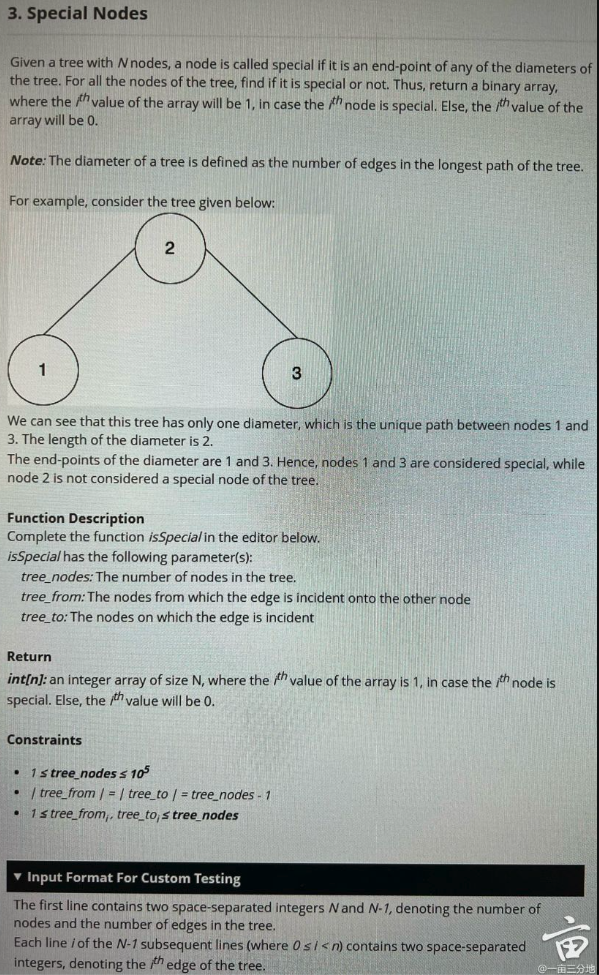 3. Special Nodes
Given a tree with N nodes, a node is called special if it is an end-point of any of the diameters of
the tree. For all the nodes of the tree, find if it is special or not. Thus, return a binary array,
where the ith value of the array will be 1, in case the ith node is special. Else, the ith value of the
array will be 0.
Note: The diameter of a tree is defined as the number of edges in the longest path of the tree.
For example, consider the tree given below:
2
1
3
We can see that this tree has only one diameter, which is the unique path between nodes 1 and
3. The length of the diameter is 2.
The end-points of the diameter are 1 and 3. Hence, nodes 1 and 3 are considered special, while
node 2 is not considered a special node of the tree.
Function Description
Complete the function isSpecial in the editor below.
isSpecial has the following parameter(s):
tree_nodes: The number of nodes in the tree.
tree_from: The nodes from which the edge is incident onto the other node
tree_to: The nodes on which the edge is incident
Return
int[n]: an integer array of size N, where the ith value of the array is 1, in case the ith node is
special. Else, the ith value will be 0.
Constraints
• 1 ≤ tree_nodes ≤ 10⁵
• | tree_from | = | tree_to | = tree_nodes - 1
• 1 ≤ tree_fromᵢ, tree_toᵢ ≤ tree_nodes
▼ Input Format For Custom Testing
The first line contains two space-separated integers N and N-1, denoting the number of
nodes and the number of edges in the tree.
Each line i of the N-1 subsequent lines (where 0 ≤ i < n) contains two space-separated
integers, denoting the ith edge of the tree.
@一亩三分地